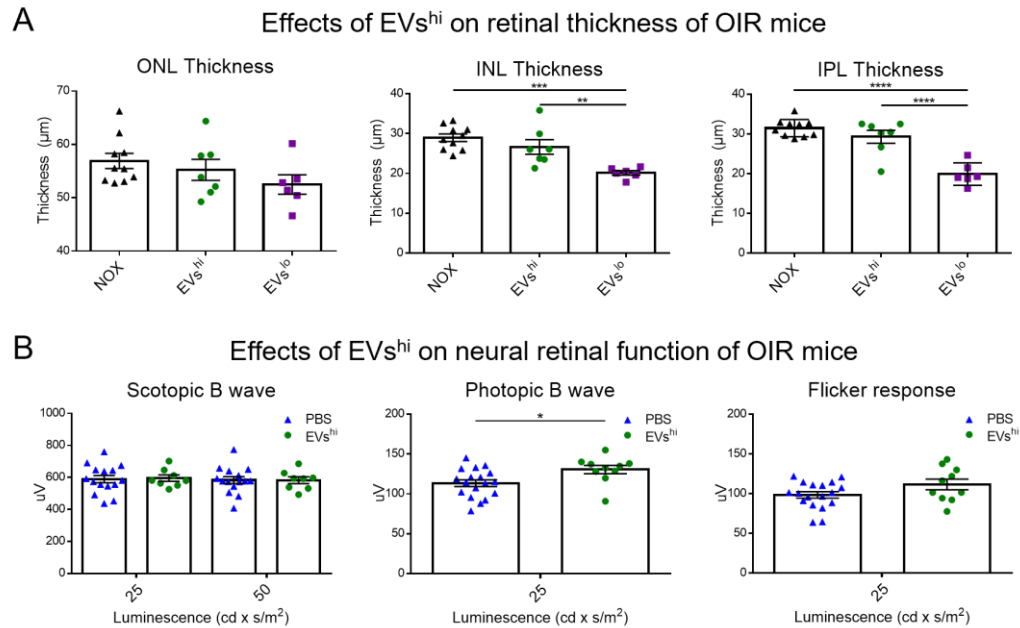 A
Effects of EVs^hi on retinal thickness of OIR mice
ONL Thickness
Thickness (μm)
70
60
50
40
NOX
EVs^hi
EVs^lo
INL Thickness
***
**
Thickness (μm)
40
30
20
10
0
NOX
EVs^hi
EVs^lo
IPL Thickness
****
****
Thickness (μm)
40
30
20
10
0
NOX
EVs^hi
EVs^lo
B
Effects of EVs^hi on neural retinal function of OIR mice
Scotopic B wave
PBS
EVs^hi
uV
1000
800
600
400
200
0
25
50
Luminescence (cd x s/m²)
Photopic B wave
PBS
EVs^hi
*
uV
200
150
100
50
0
25
Luminescence (cd x s/m²)
Flicker response
PBS
EVs^hi
uV
200
150
100
50
0
25
Luminescence (cd x s/m²)